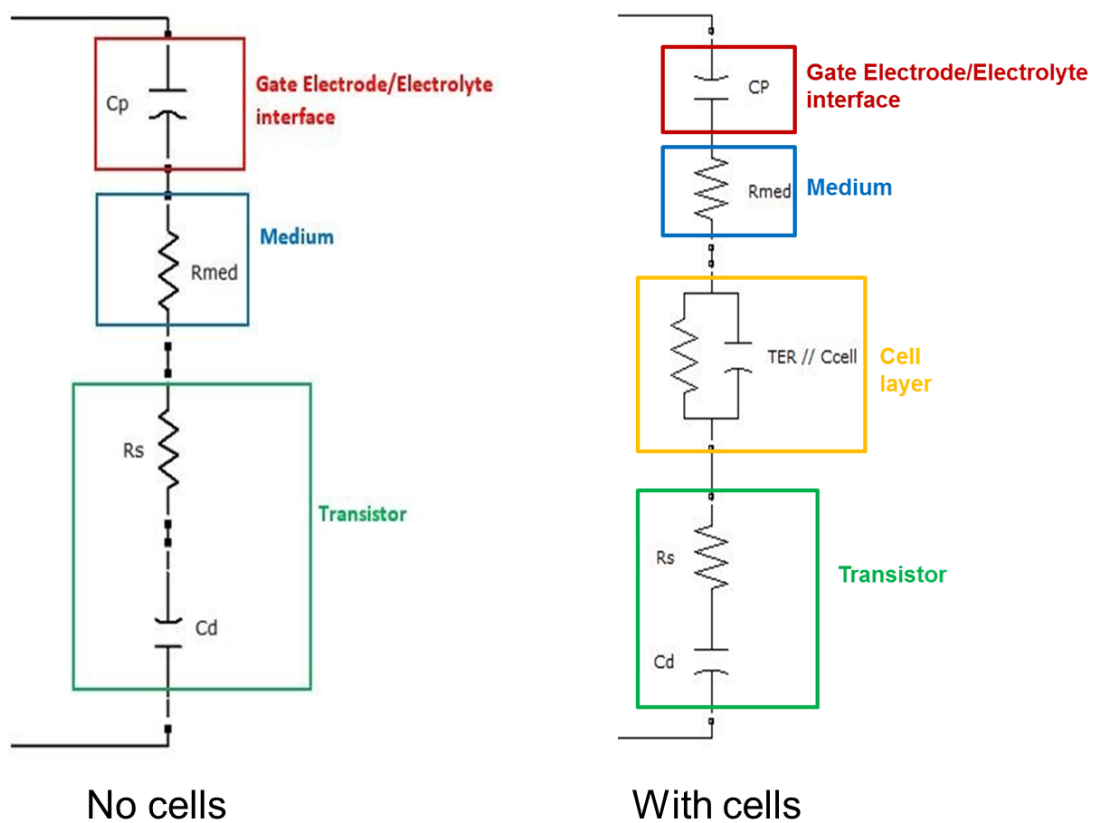 Cp
Gate Electrode/Electrolyte
interface
Medium
Rmed
Rs
Transistor
Cd
No cells
CP
Gate Electrode/Electrolyte
interface
Rmed
Medium
TER // Ccell
Cell
layer
Rs
Transistor
Cd
With cells